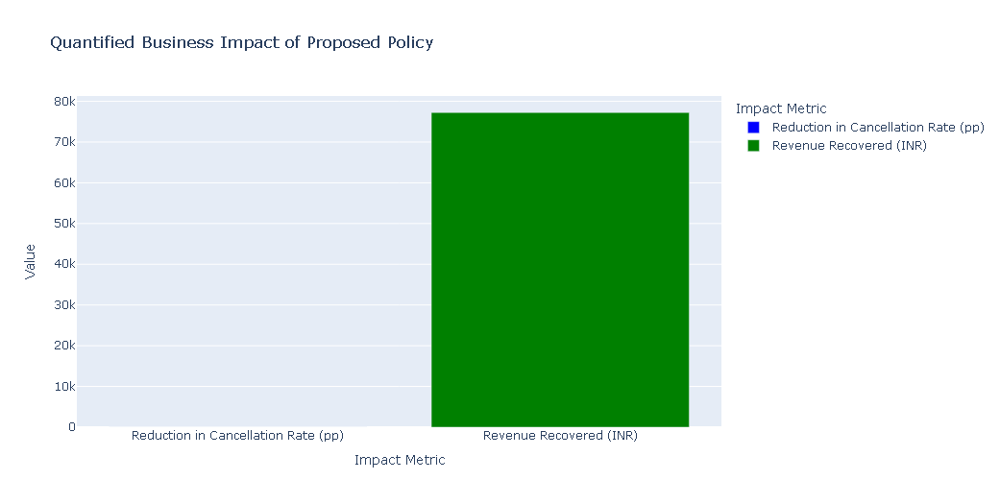 Quantified Business Impact of Proposed Policy
Impact Metric
Reduction in Cancellation Rate (pp)
Revenue Recovered (INR)
Value
80k
70k
60k
50k
40k
30k
20k
10k
0
Reduction in Cancellation Rate (pp)
Revenue Recovered (INR)
Impact Metric